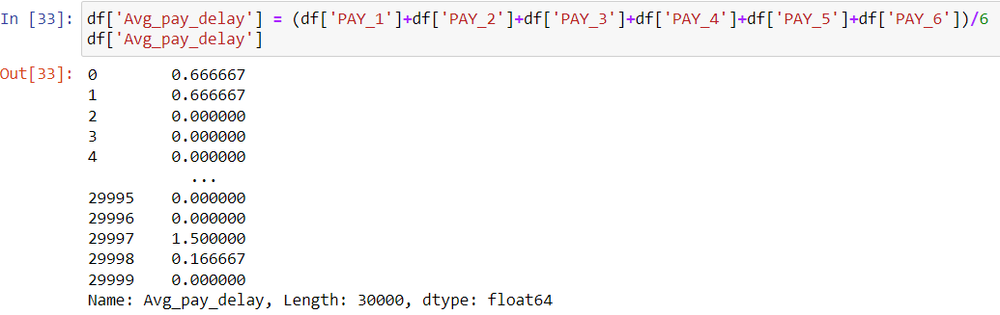 In [33]: df['Avg_pay_delay'] = (df['PAY_1']+df['PAY_2']+df['PAY_3']+df['PAY_4']+df['PAY_5']+df['PAY_6'])/6
df['Avg_pay_delay']
Out[33]: 0 0.666667
1 0.666667
2 0.000000
3 0.000000
4 0.000000
...
29995 0.000000
29996 0.000000
29997 1.500000
29998 0.166667
29999 0.000000
Name: Avg_pay_delay, Length: 30000, dtype: float64